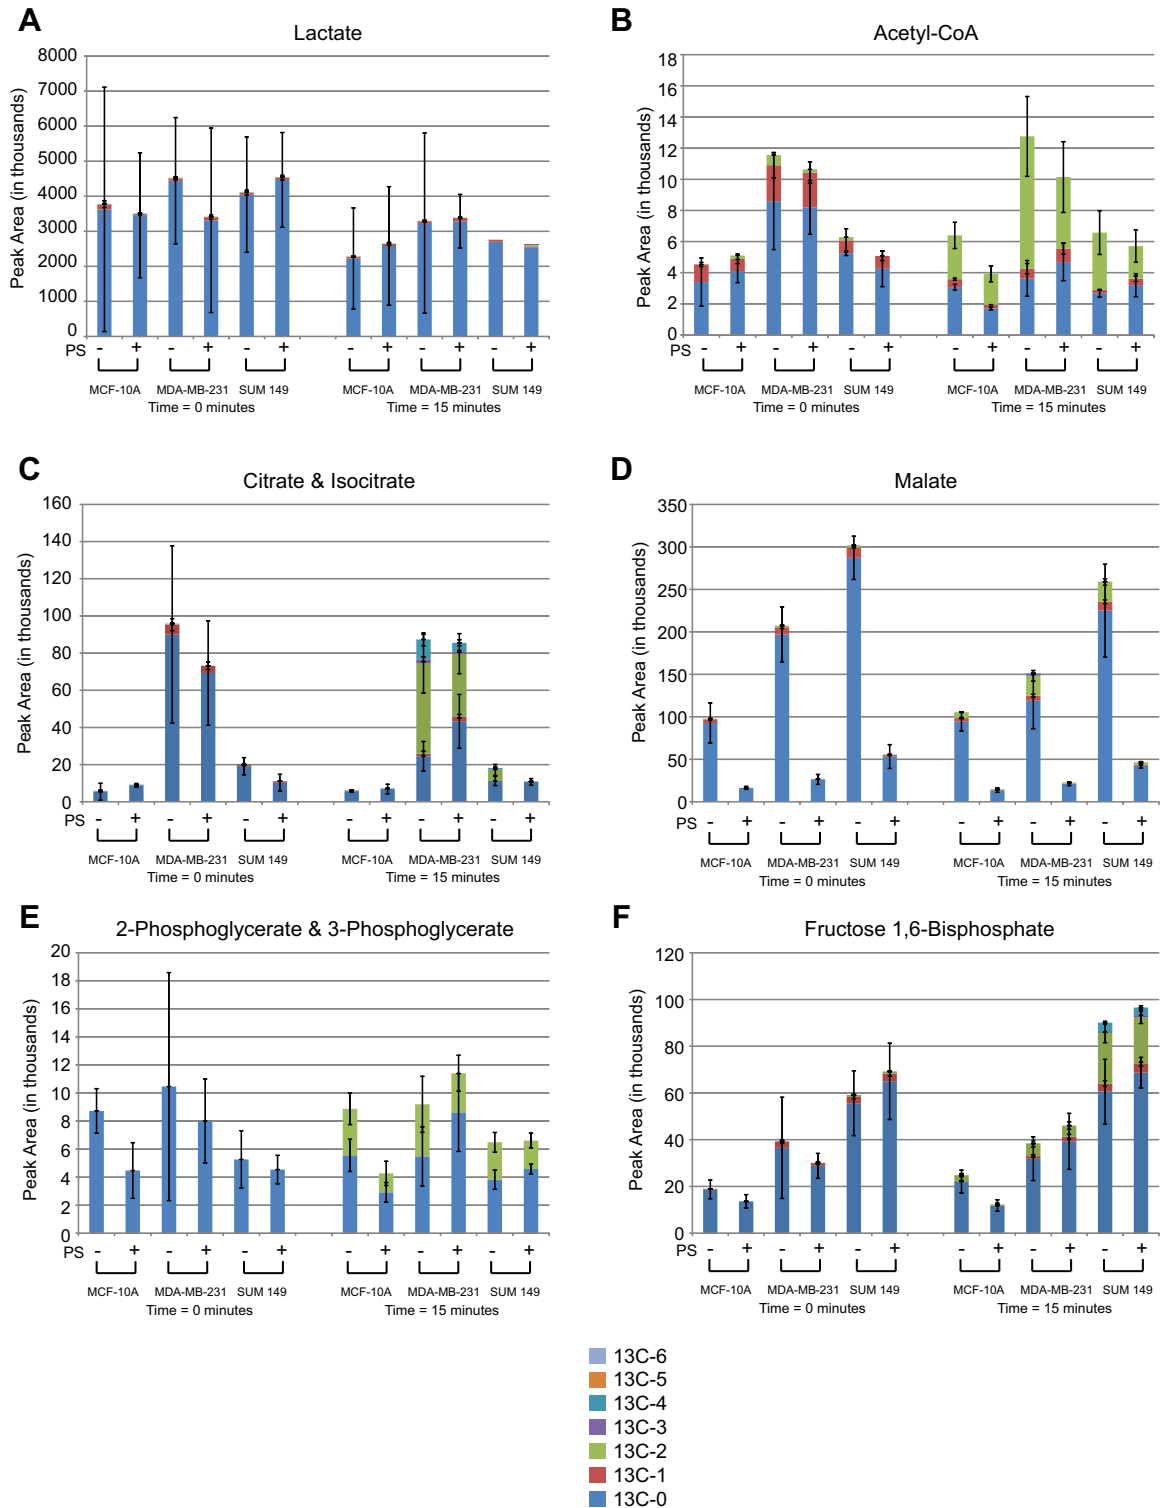 A
Lactate
Peak Area (in thousands)
8000
7000
6000
5000
4000
3000
2000
1000
0
PS - + - + - + - + - + - +
MCF-10A MDA-MB-231 SUM 149 MCF-10A MDA-MB-231 SUM 149
Time = 0 minutes Time = 15 minutes
B
Acetyl-CoA
Peak Area (in thousands)
18
16
14
12
10
8
6
4
2
0
PS - + - + - + - + - + - +
MCF-10A MDA-MB-231 SUM 149 MCF-10A MDA-MB-231 SUM 149
Time = 0 minutes Time = 15 minutes
C
Citrate & Isocitrate
Peak Area (in thousands)
160
140
120
100
80
60
40
20
0
PS - + - + - + - + - + - +
MCF-10A MDA-MB-231 SUM 149 MCF-10A MDA-MB-231 SUM 149
Time = 0 minutes Time = 15 minutes
D
Malate
Peak Area (in thousands)
350
300
250
200
150
100
50
0
PS - + - + - + - + - + - +
MCF-10A MDA-MB-231 SUM 149 MCF-10A MDA-MB-231 SUM 149
Time = 0 minutes Time = 15 minutes
E
2-Phosphoglycerate & 3-Phosphoglycerate
Peak Area (in thousands)
20
18
16
14
12
10
8
6
4
2
0
PS - + - + - + - + - + - +
MCF-10A MDA-MB-231 SUM 149 MCF-10A MDA-MB-231 SUM 149
Time = 0 minutes Time = 15 minutes
F
Fructose 1,6-Bisphosphate
Peak Area (in thousands)
120
100
80
60
40
20
0
PS - + - + - + - + - + - +
MCF-10A MDA-MB-231 SUM 149 MCF-10A MDA-MB-231 SUM 149
Time = 0 minutes Time = 15 minutes
13C-6
13C-5
13C-4
13C-3
13C-2
13C-1
13C-0